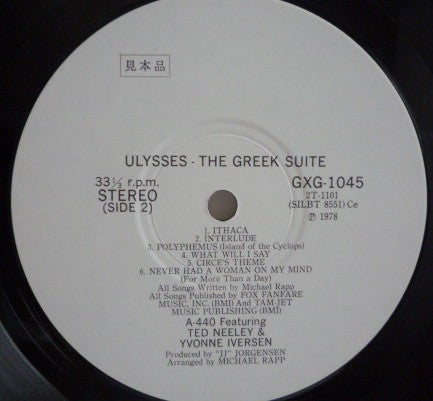 見本品
ULYSSES - THE GREEK SUITE
33⅓ r.p.m.
STEREO
(SIDE 2)
GXG-1045
2T-1101
(SILBT 8551) Ce
Ⓟ 1978
1. ITHACA
2. INTERLUDE
3. POLYPHEMUS (Island of the Cyclops)
4. WHAT WILL I SAY
5. CIRCE'S THEME
6. NEVER HAD A WOMAN ON MY MIND
(For More Than a Day)
All Songs Written by Michael Rapp
All Songs Published by FOX FANFARE
MUSIC, INC. (BMI) AND TAM JET
MUSIC PUBLISHING (BMI)
A-440 Featuring
TED NEELEY &
YVONNE IVERSEN
Produced by "JJ" JORGENSEN
Arranged by MICHAEL RAPP